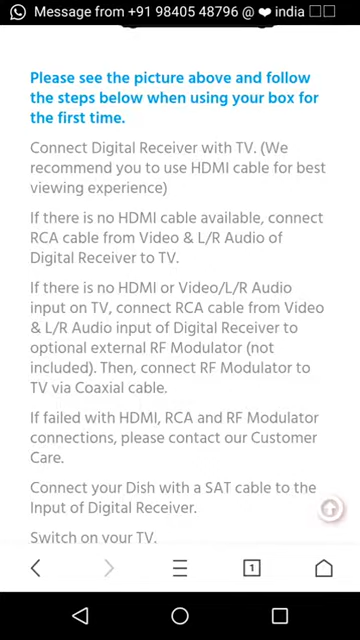 Message from +91 98405 48796 @ ❤ india
Please see the picture above and follow
the steps below when using your box for
the first time.
Connect Digital Receiver with TV. (We
recommend you to use HDMI cable for best
viewing experience)
If there is no HDMI cable available, connect
RCA cable from Video & L/R Audio of
Digital Receiver to TV.
If there is no HDMI or Video/L/R Audio
input on TV, connect RCA cable from Video
& L/R Audio input of Digital Receiver to
optional external RF Modulator (not
included). Then, connect RF Modulator to
TV via Coaxial cable.
If failed with HDMI, RCA and RF Modulator
connections, please contact our Customer
Care.
Connect your Dish with a SAT cable to the
Input of Digital Receiver.
Switch on your TV.
1